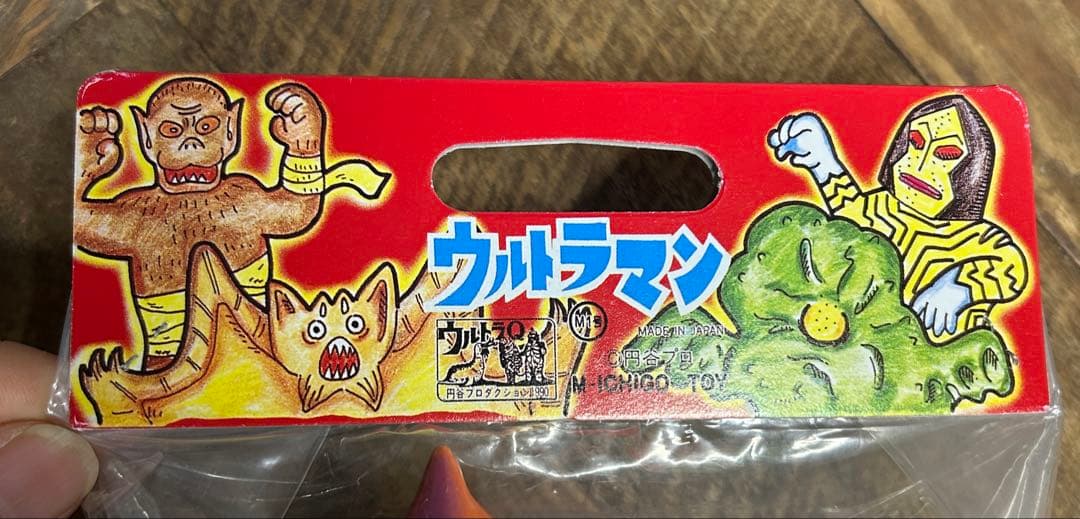 ウルトラマン
ウルトラQ
円谷プロダクション1990
M1号
MADE IN JAPAN
©円谷プロ
M-ICHIGO TOY